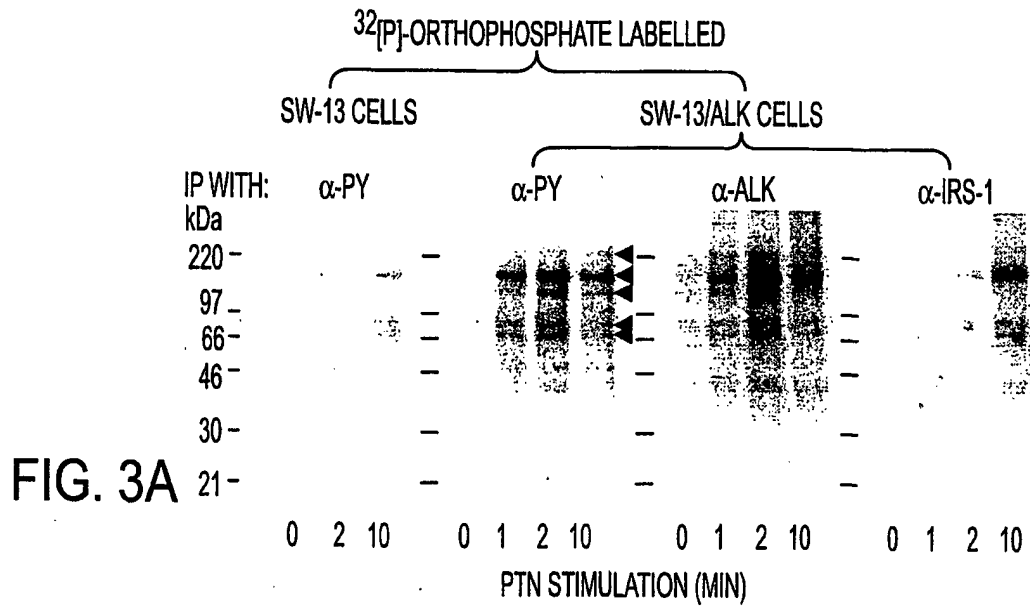 ³²[P]-ORTHOPHOSPHATE LABELLED
SW-13 CELLS
SW-13/ALK CELLS
IP WITH: α-PY α-PY α-ALK α-IRS-1
kDa
220 –
97 –
66 –
46 –
30 –
21 –
FIG. 3A
0 2 10 0 1 2 10 0 1 2 10 0 1 2 10
PTN STIMULATION (MIN)